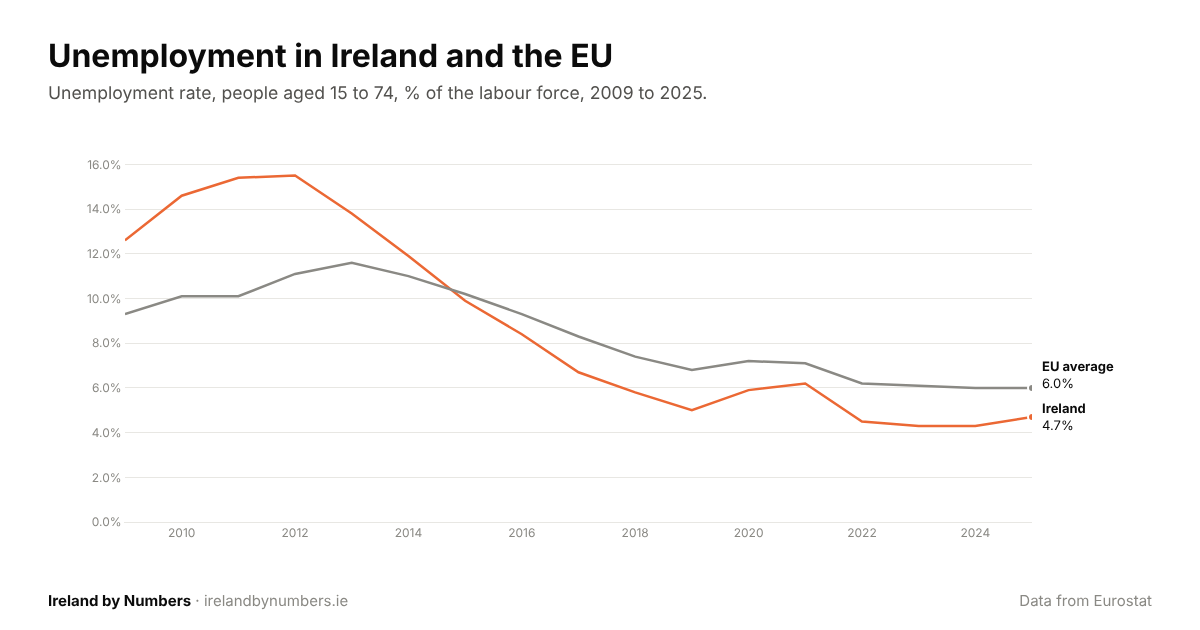 Unemployment in Ireland and the EU
Unemployment rate, people aged 15 to 74, % of the labour force, 2009 to 2025.
16.0%
14.0%
12.0%
10.0%
8.0%
6.0%
4.0%
2.0%
0.0%
2010 2012 2014 2016 2018 2020 2022 2024
EU average
6.0%
Ireland
4.7%
Ireland by Numbers · irelandbynumbers.ie
Data from Eurostat